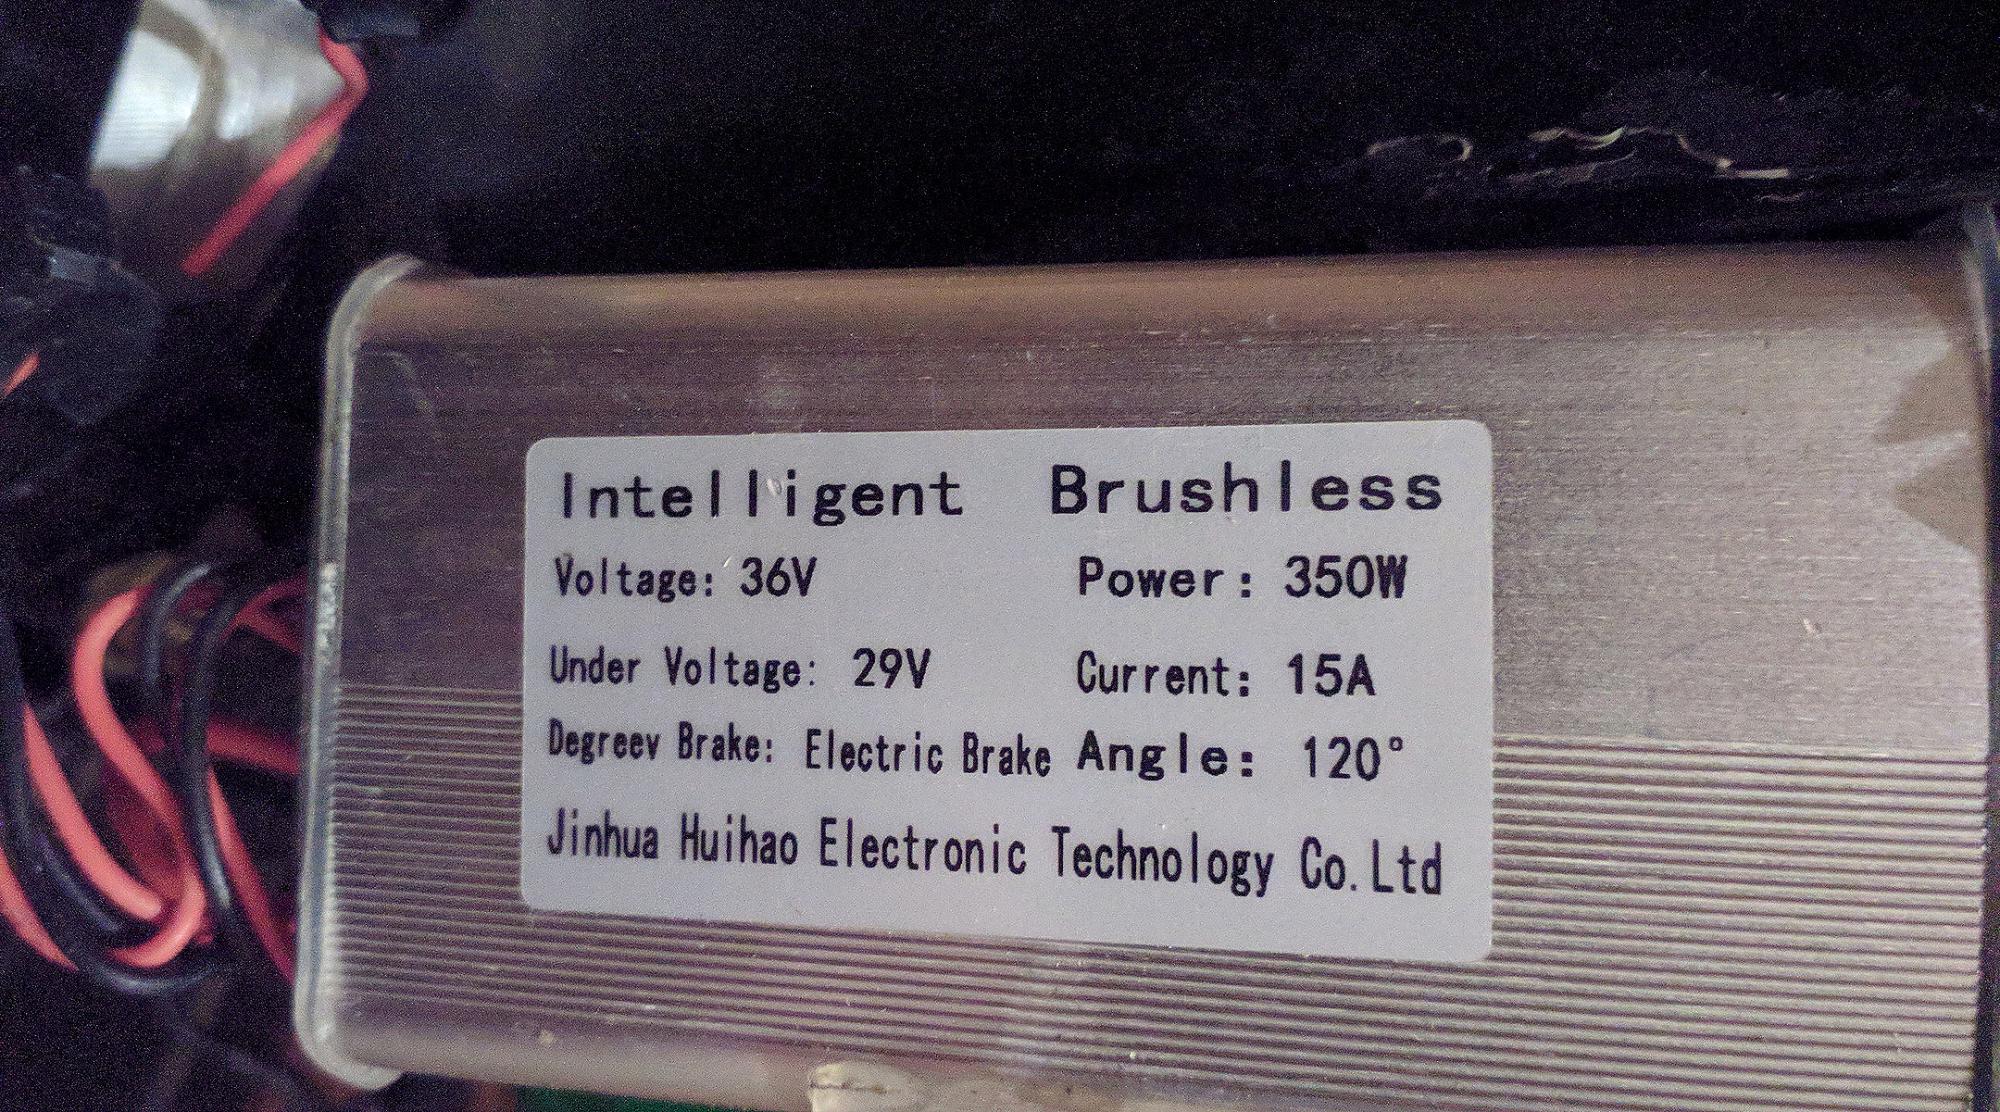 Intelligent Brushless
Voltage: 36V Power: 350W
Under Voltage: 29V Current: 15A
Degreev Brake: Electric Brake Angle: 120°
Jinhua Huihao Electronic Technology Co.Ltd